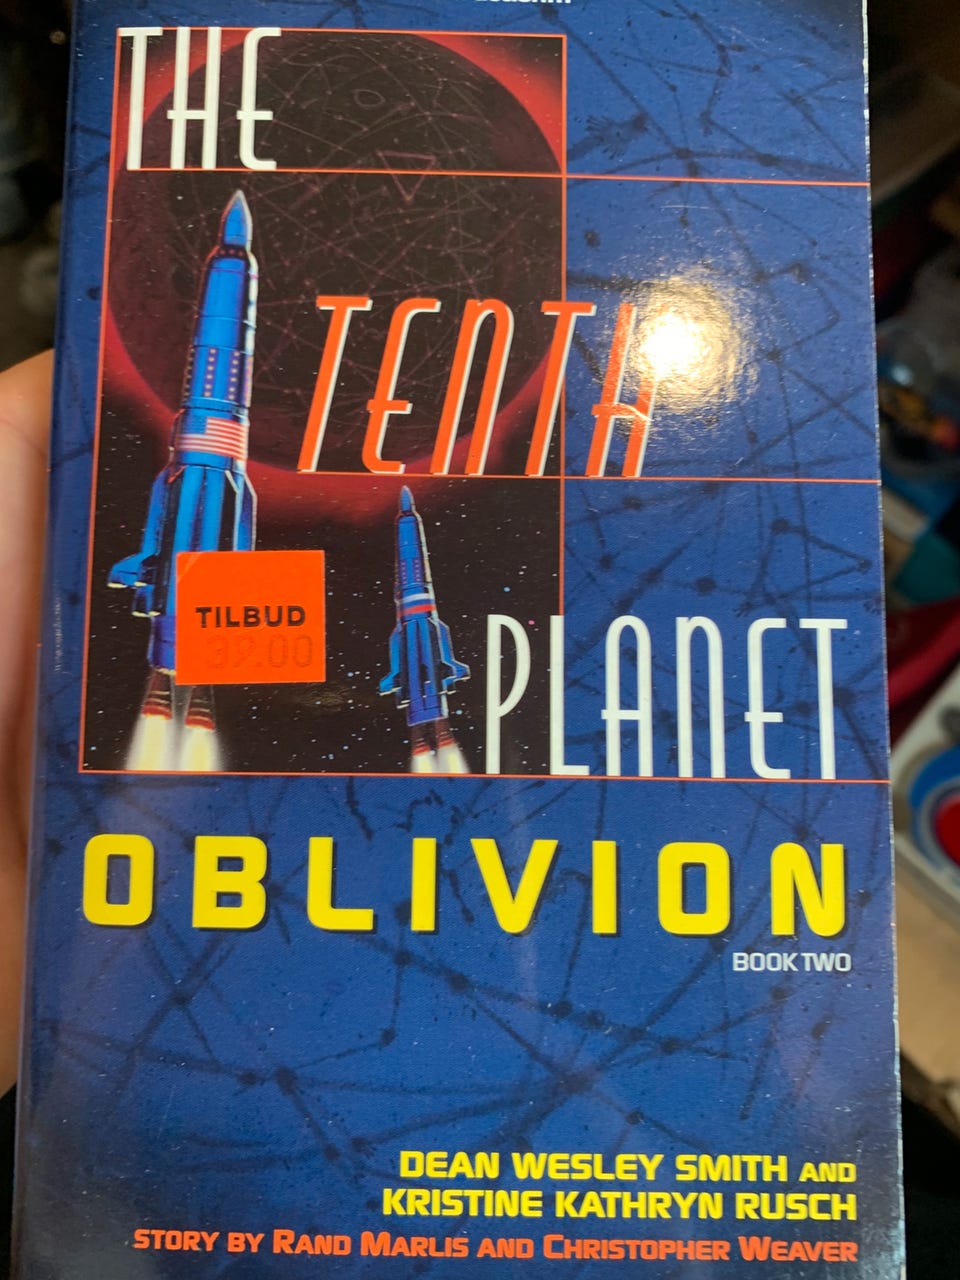 THE
TENTH
TILBUD
39.00
PLANET
OBLIVION
BOOK TWO
DEAN WESLEY SMITH AND
KRISTINE KATHRYN RUSCH
STORY BY RAND MARLIS AND CHRISTOPHER WEAVER